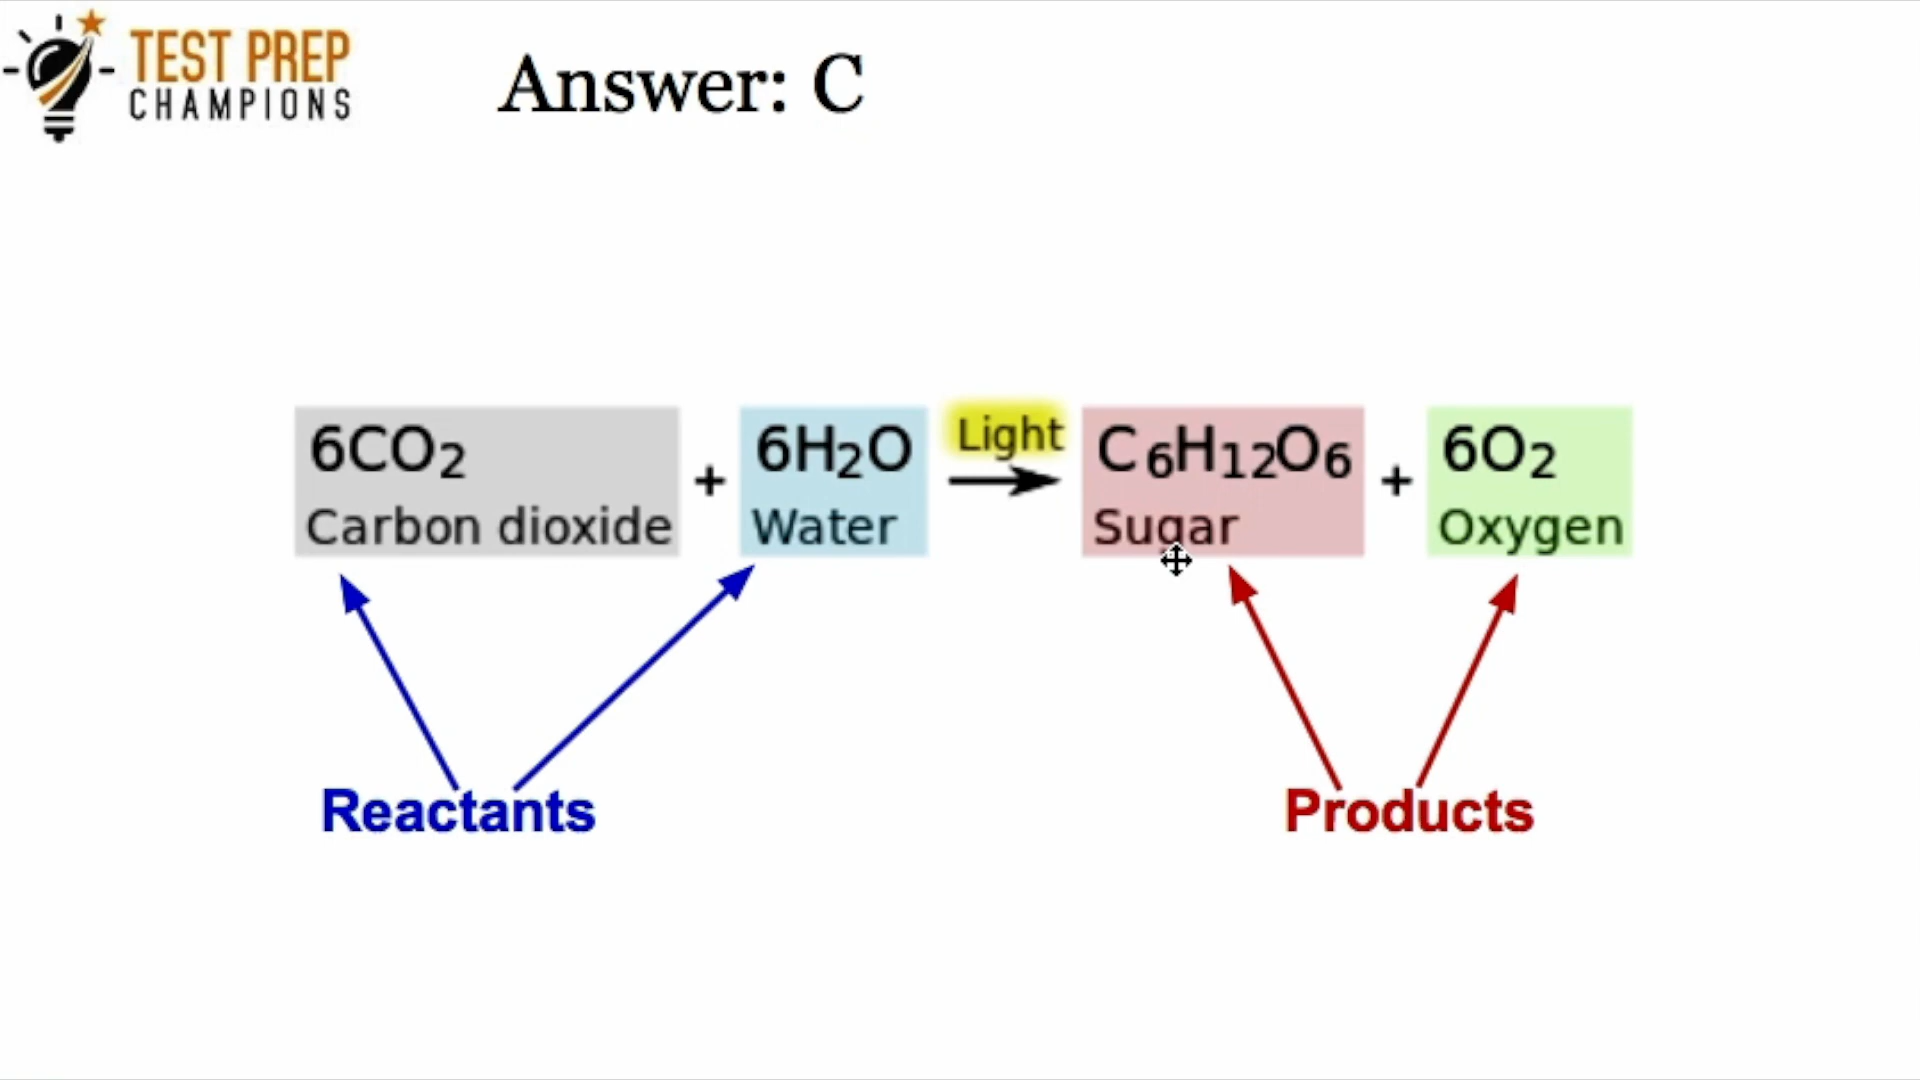 TEST PREP
CHAMPIONS
Answer: C
6CO₂ + 6H₂O Light C₆H₁₂O₆ + 6O₂
Carbon dioxide Water Sugar Oxygen
Reactants Products